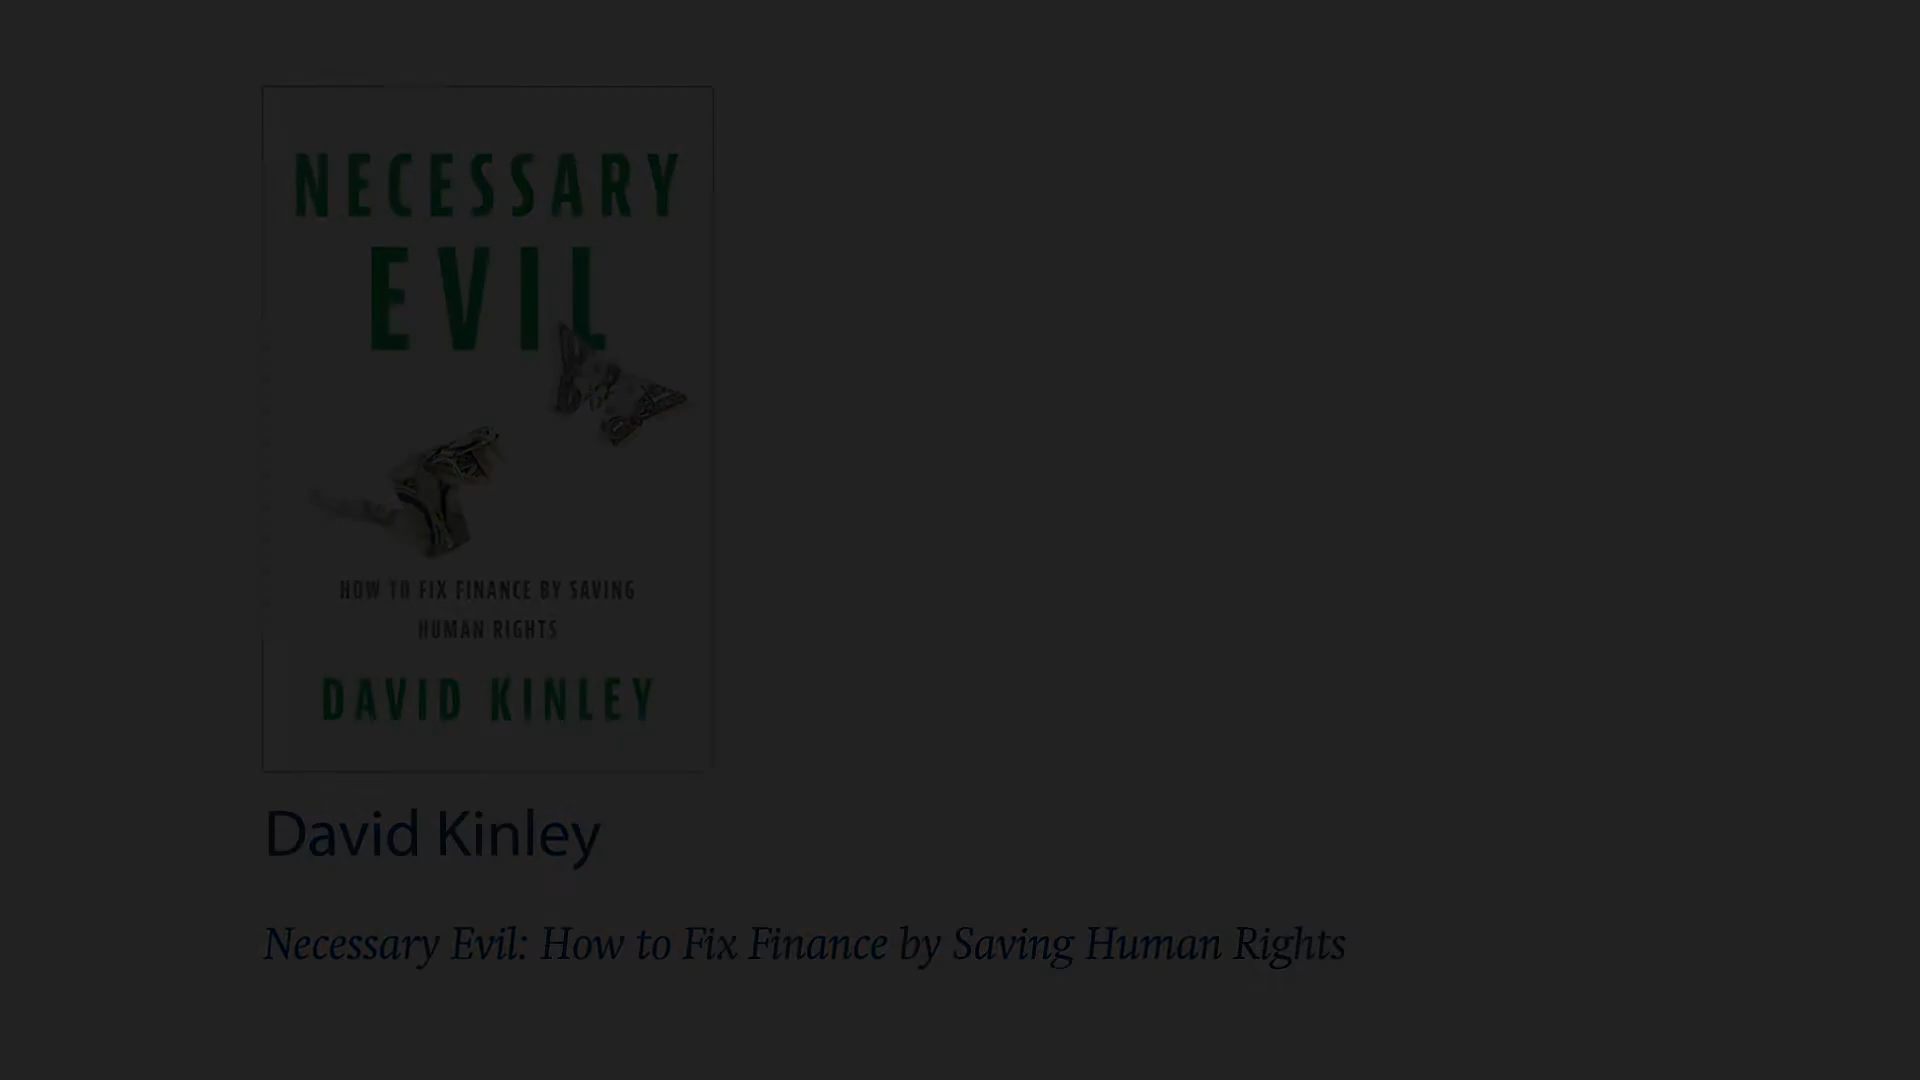 NECESSARY
EVIL
HOW TO FIX FINANCE BY SAVING
HUMAN RIGHTS
DAVID KINLEY
David Kinley
Necessary Evil: How to Fix Finance by Saving Human Rights